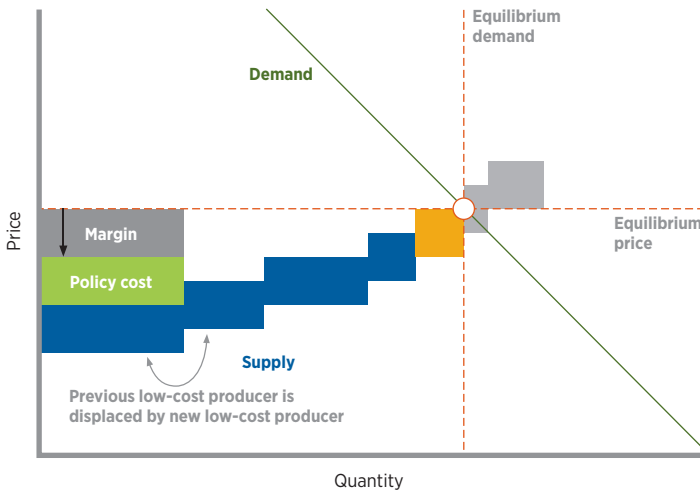 Equilibrium
demand
Demand
Price
Margin
Equilibrium
price
Policy cost
Supply
Previous low-cost producer is
displaced by new low-cost producer
Quantity